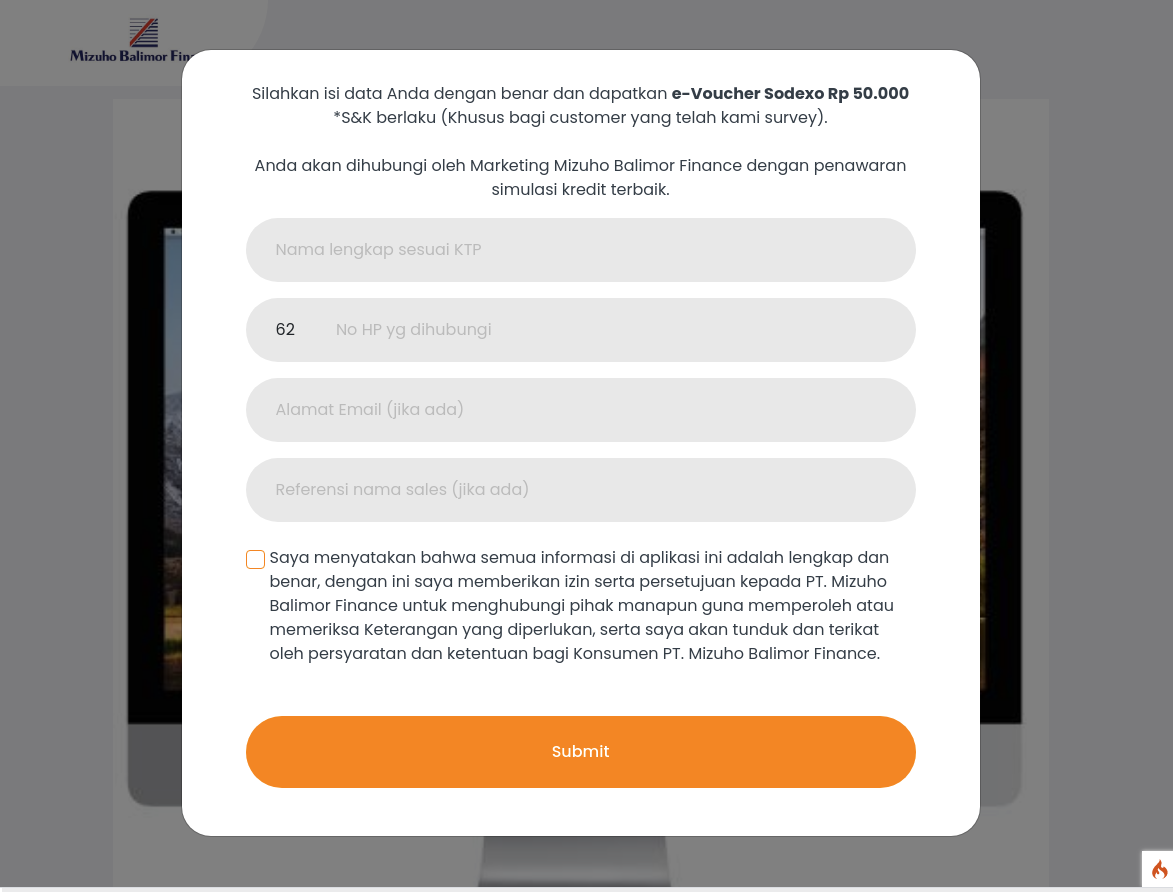 Mizuho Balimor Fin
Silahkan isi data Anda dengan benar dan dapatkan e-Voucher Sodexo Rp 50.000
*S&K berlaku (Khusus bagi customer yang telah kami survey).
Anda akan dihubungi oleh Marketing Mizuho Balimor Finance dengan penawaran
simulasi kredit terbaik.
Nama lengkap sesuai KTP
62 No HP yg dihubungi
Alamat Email (jika ada)
Referensi nama sales (jika ada)
Saya menyatakan bahwa semua informasi di aplikasi ini adalah lengkap dan
benar, dengan ini saya memberikan izin serta persetujuan kepada PT. Mizuho
Balimor Finance untuk menghubungi pihak manapun guna memperoleh atau
memeriksa Keterangan yang diperlukan, serta saya akan tunduk dan terikat
oleh persyaratan dan ketentuan bagi Konsumen PT. Mizuho Balimor Finance.
Submit